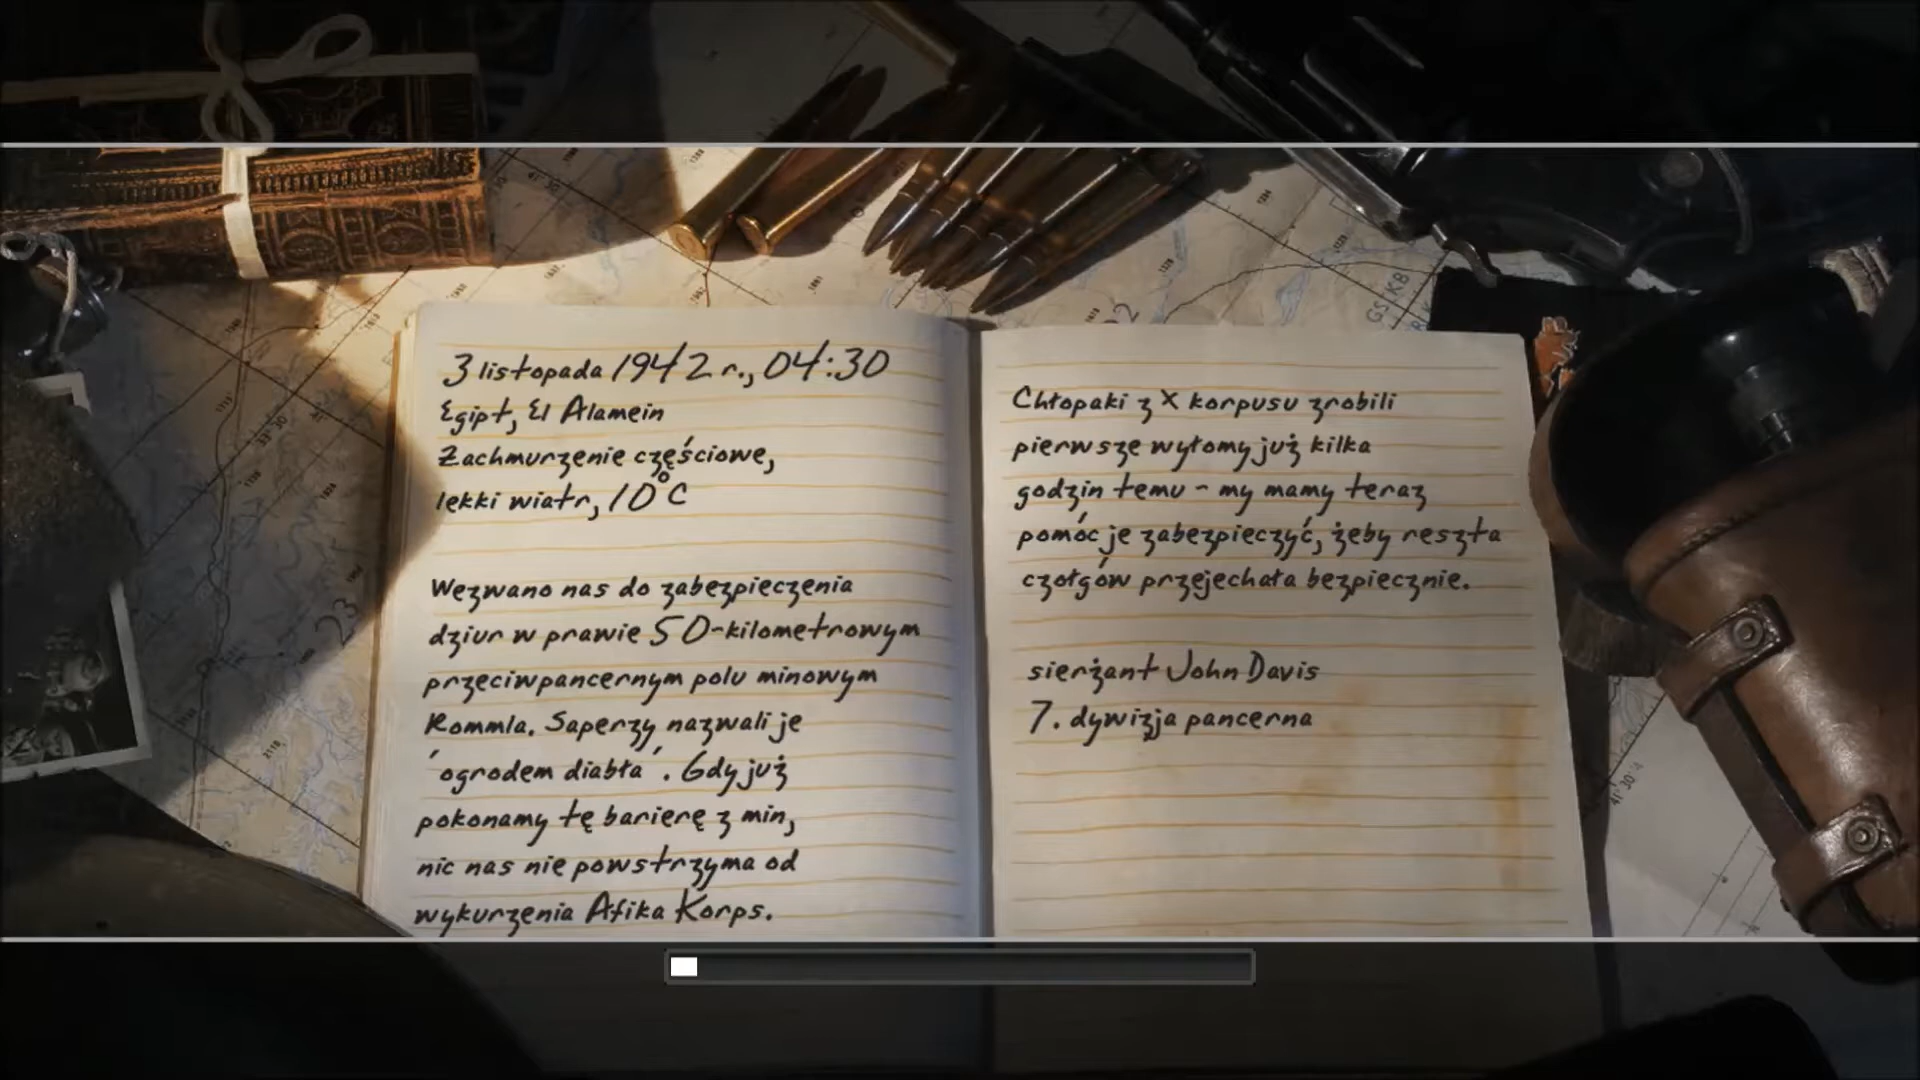 3 listopada 1942 r., 04:30
Egipt, El Alamein
Zachmurzenie częściowe,
lekki wiatr, 10°C
Wezwano nas do zabezpieczenia
dziur w prawie 50-kilometrowym
przeciwpancernym polu minowym
Rommla. Saperzy nazwali je
'ogrodem diabła'. Gdy już
pokonamy tę barierę z min,
nic nas nie powstrzyma od
wykurzenia Afika Korps.
Chłopaki z X korpusu zrobili
pierwsze wyłomy już kilka
godzin temu - my mamy teraz
pomóc je zabezpieczyć, żeby reszta
czołgów przejechała bezpiecznie.
sierżant John Davis
7. dywizja pancerna
23
GS KB